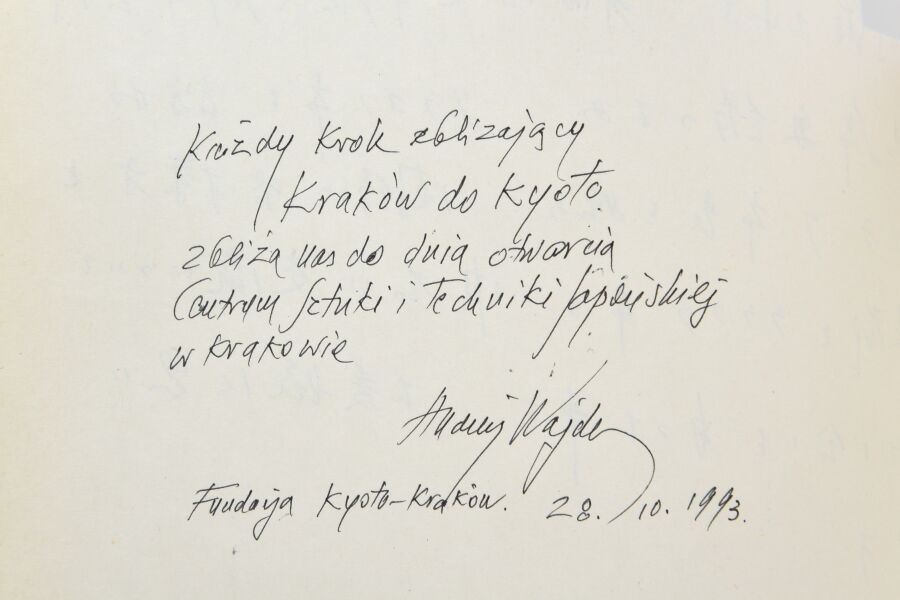 Każdy krok zbliżający
Kraków do Kyoto
zbliża nas do dnia otwarcia
Centrum Sztuki i Techniki Japońskiej
w Krakowie
Andrzej Wajda
Fundacja Kyoto-Kraków. 28. 10. 1993.